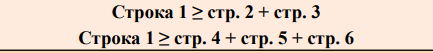 Строка 1 ≥ стр. 2 + стр. 3
Строка 1 ≥ стр. 4 + стр. 5 + стр. 6